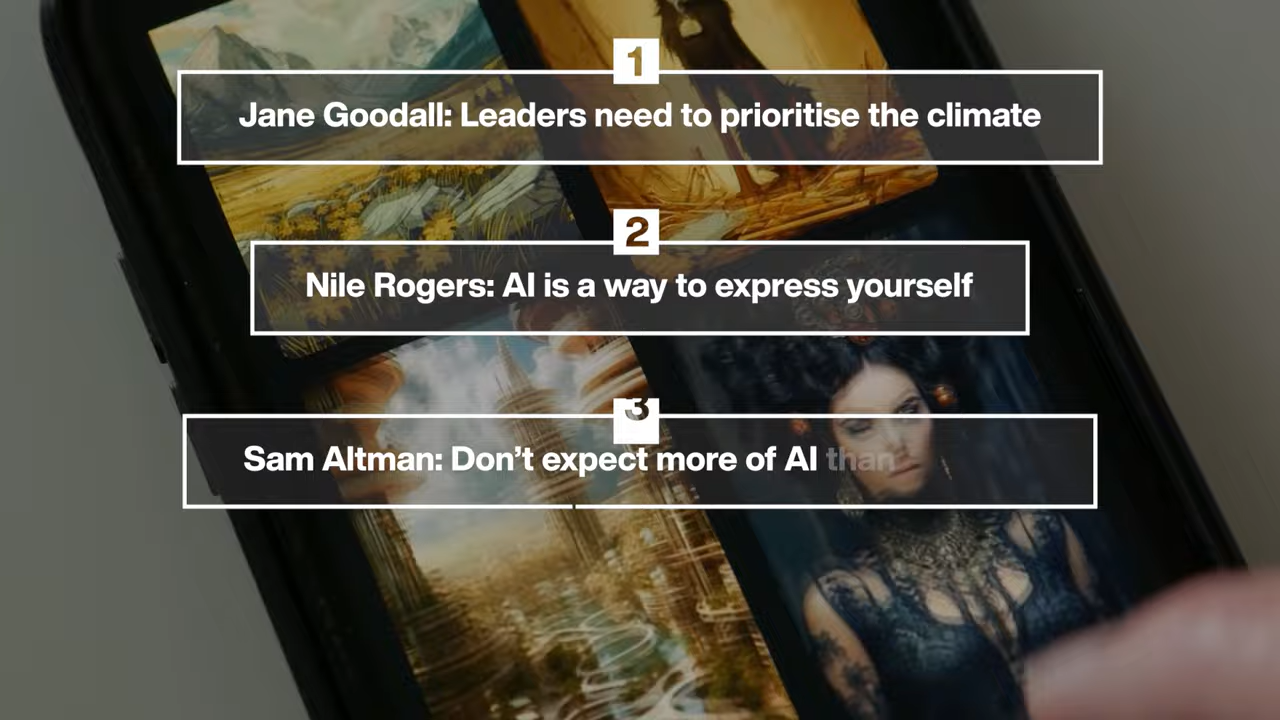 1
Jane Goodall: Leaders need to prioritise the climate
2
Nile Rogers: AI is a way to express yourself
3
Sam Altman: Don’t expect more of AI than